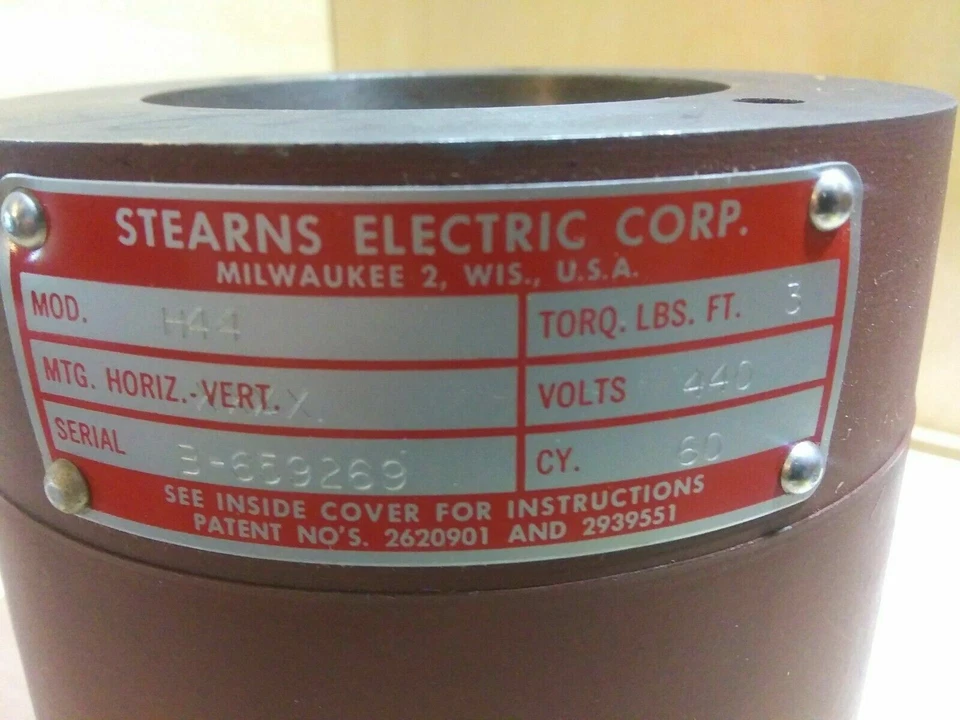 STEARNS ELECTRIC CORP.
MILWAUKEE 2, WIS., U.S.A.
MOD. H44
TORQ. LBS. FT. 3
MTG. HORIZ.-VERT.
VOLTS 440
SERIAL B-659269
CY. 60
SEE INSIDE COVER FOR INSTRUCTIONS
PATENT NO'S. 2620901 AND 2939551